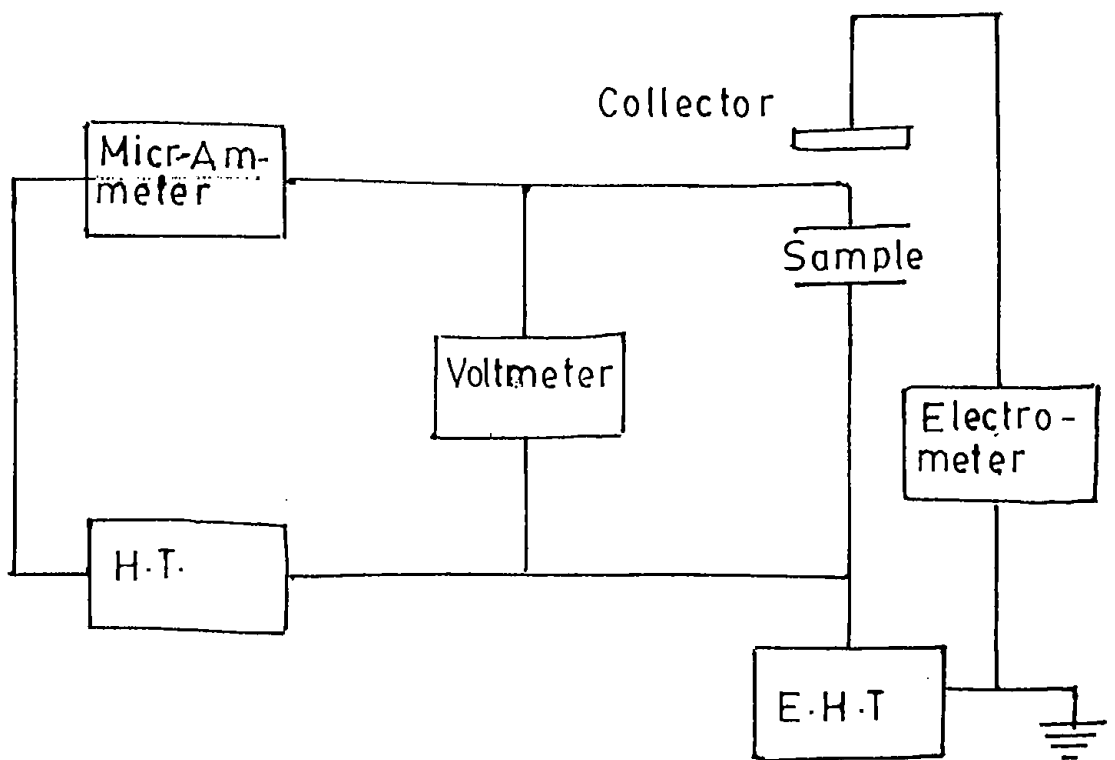 Collector
Micr-Am-
meter
Sample
Voltmeter
Electro-
meter
H.T.
E.H.T